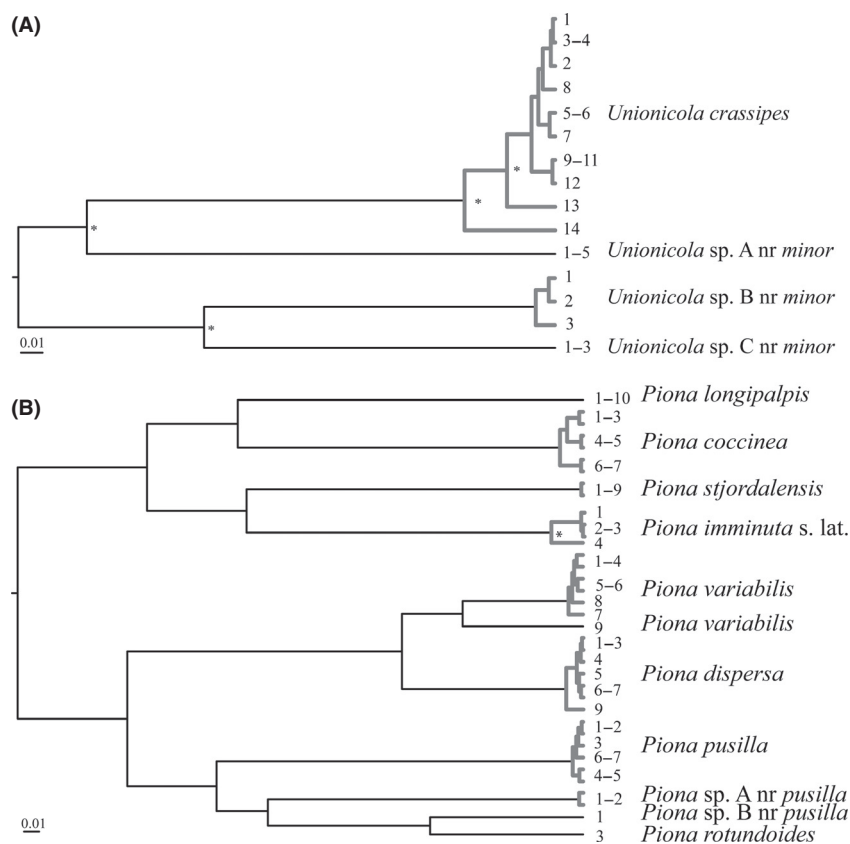 (A)
1
3–4
2
8
5–6 Unionicola crassipes
7
9–11
12
*
*
13
14
*
1–5 Unionicola sp. A nr minor
1
2 Unionicola sp. B nr minor
3
*
1–3 Unionicola sp. C nr minor
0.01
(B)
1–10 Piona longipalpis
1–3
4–5 Piona coccinea
6–7
1–9 Piona stjordalensis
1
2–3 Piona imminuta s. lat.
*
4
1–4
5–6 Piona variabilis
8
7
9 Piona variabilis
1–3
4
5 Piona dispersa
6–7
9
1–2
3 Piona pusilla
6–7
4–5
1–2 Piona sp. A nr pusilla
1 Piona sp. B nr pusilla
3 Piona rotundoides
0.01